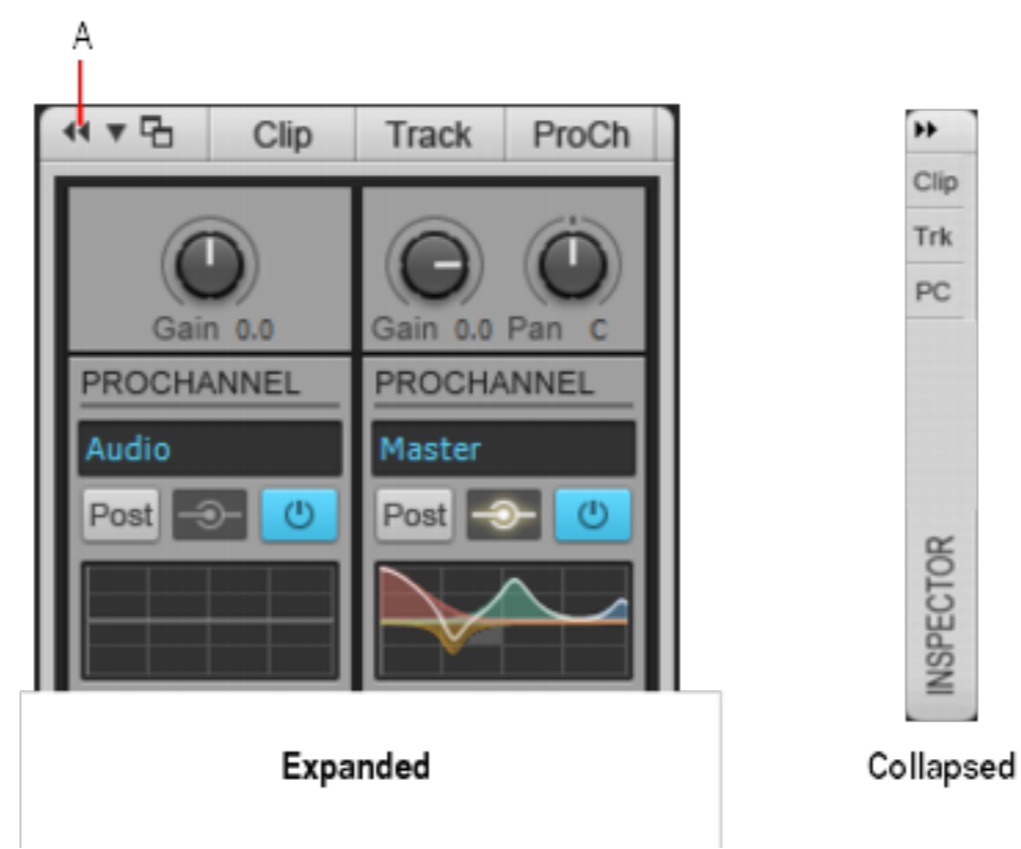 A
Clip Track ProCh
Gain 0.0 Gain 0.0 Pan C
PROCHANNEL PROCHANNEL
Audio Master
Post Post
Expanded
Clip
Trk
PC
INSPECTOR
Collapsed